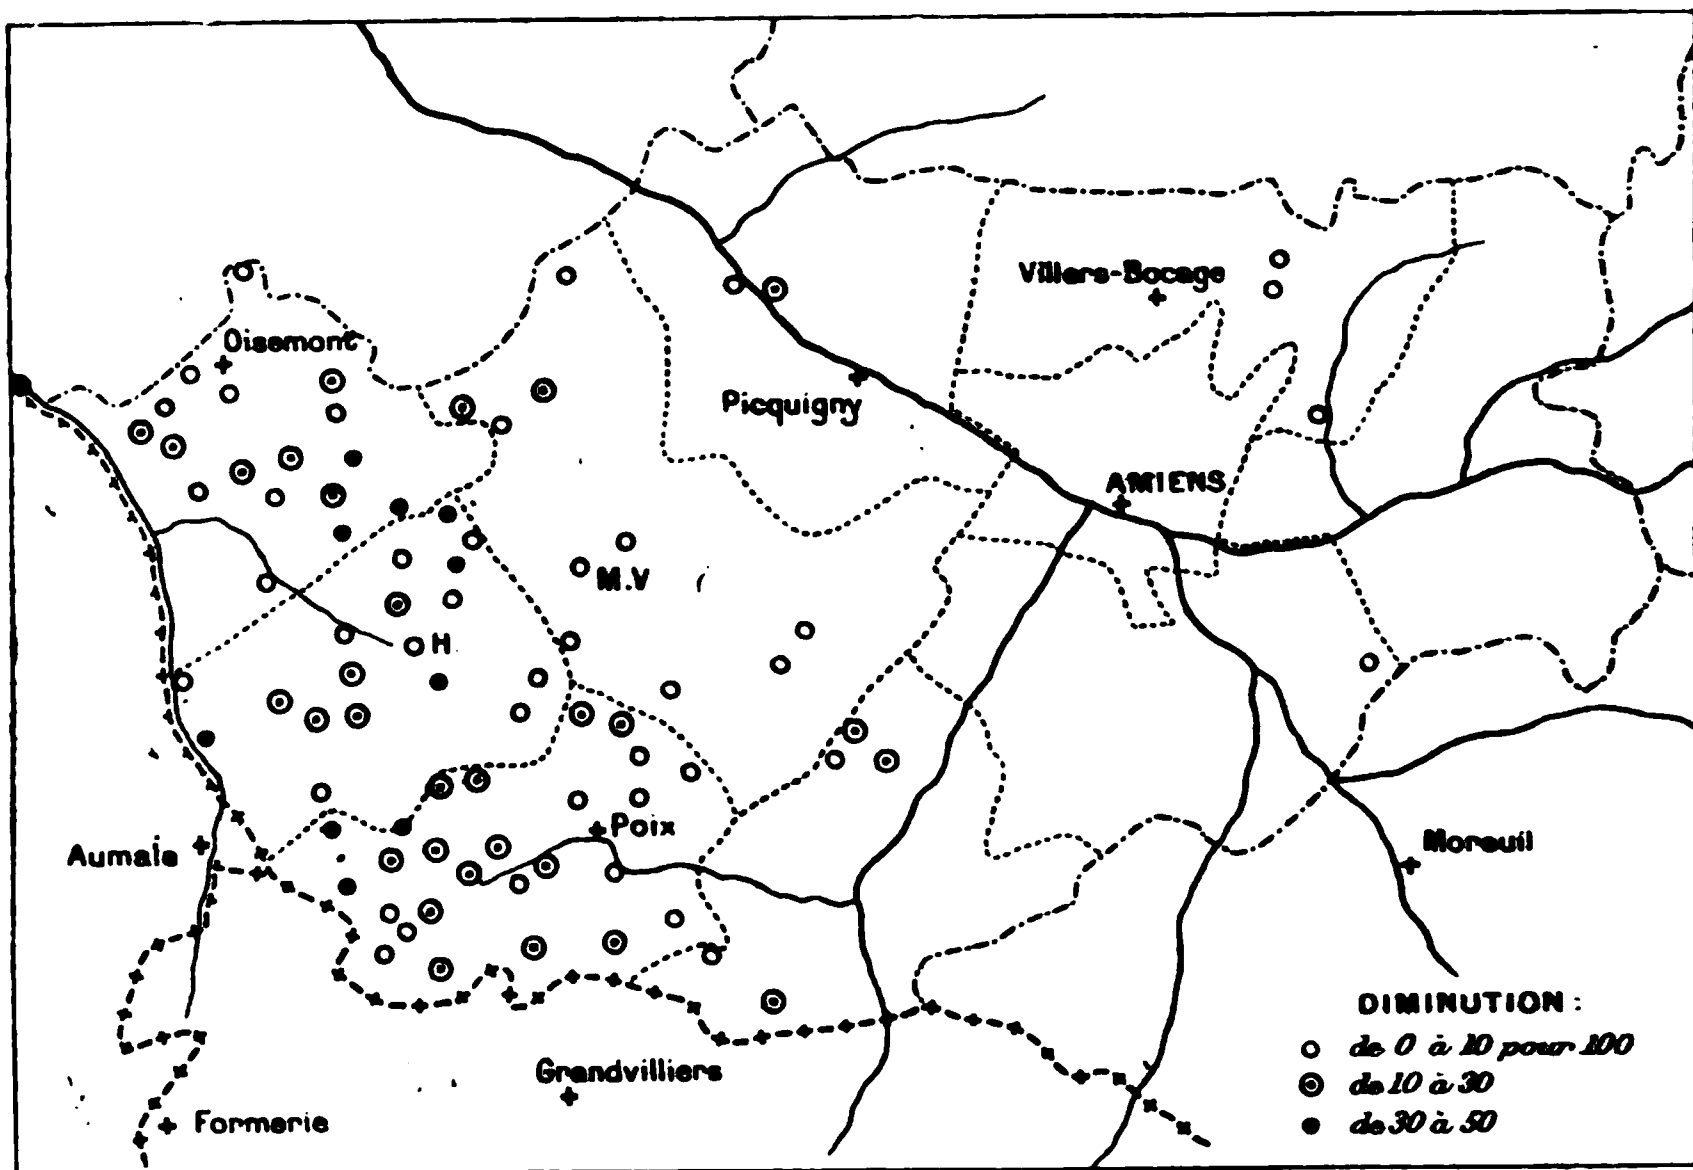 Villers-Bocage
Oisemont
Picquigny
AMIENS
M.V
H
Poix
Aumale
Moreuil
Grandvilliers
Formerie
DIMINUTION :
de 0 à 10 pour 100
de 10 à 30
de 30 à 50